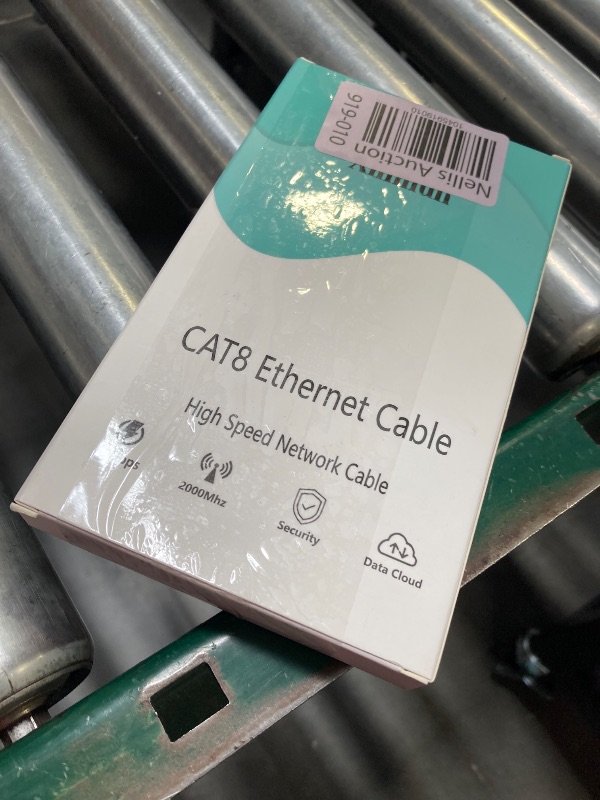 Nellis Auction
919-010
CAT8 Ethernet Cable
High Speed Network Cable
2000Mhz
Security
Data Cloud